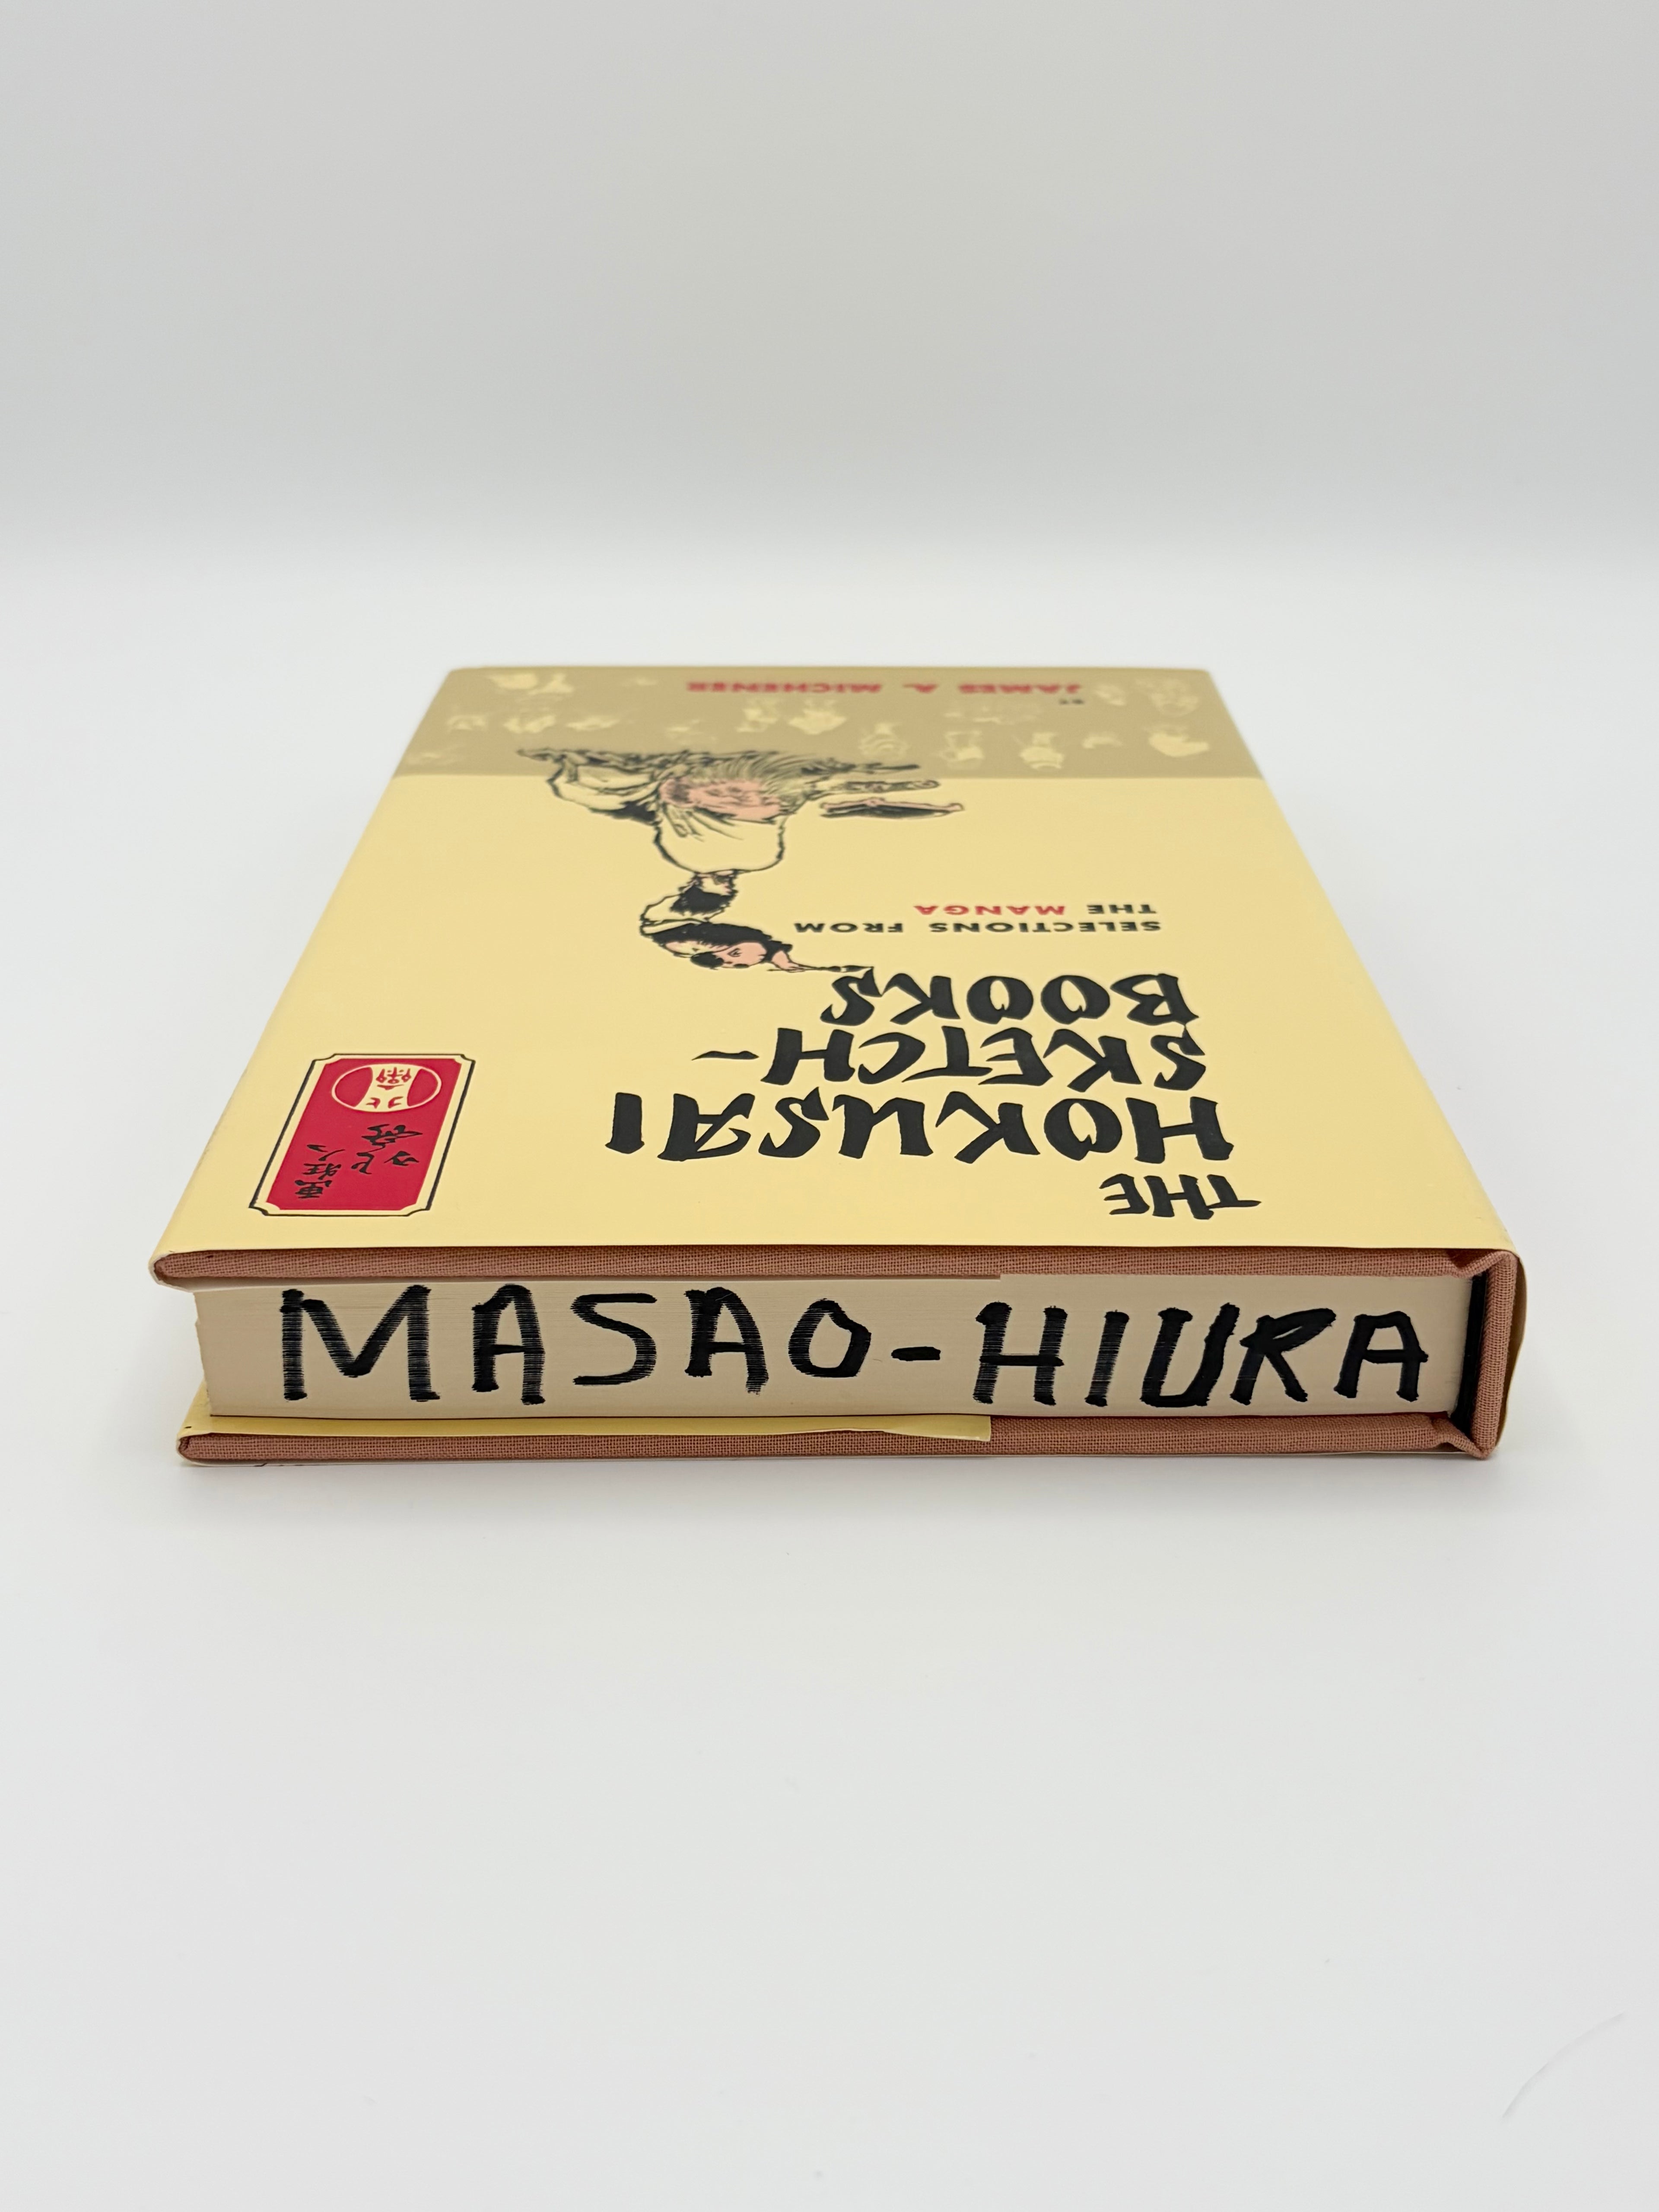 THE
HOKUSAI
SKETCH-
BOOKS
SELECTIONS FROM
THE MANGA
BY
JAMES A. MICHENER
MASAO-HIURA